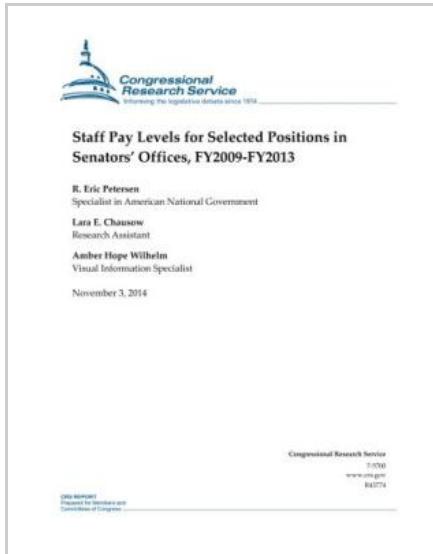 Congressional
Research Service
Informing the legislative debate since 1914
Staff Pay Levels for Selected Positions in
Senators' Offices, FY2009-FY2013
R. Eric Petersen
Specialist in American National Government
Lara E. Chausow
Research Assistant
Amber Hope Wilhelm
Visual Information Specialist
November 3, 2014
Congressional Research Service
7-5700
www.crs.gov
R43774
CRS REPORT
Prepared for Members and
Committees of Congress